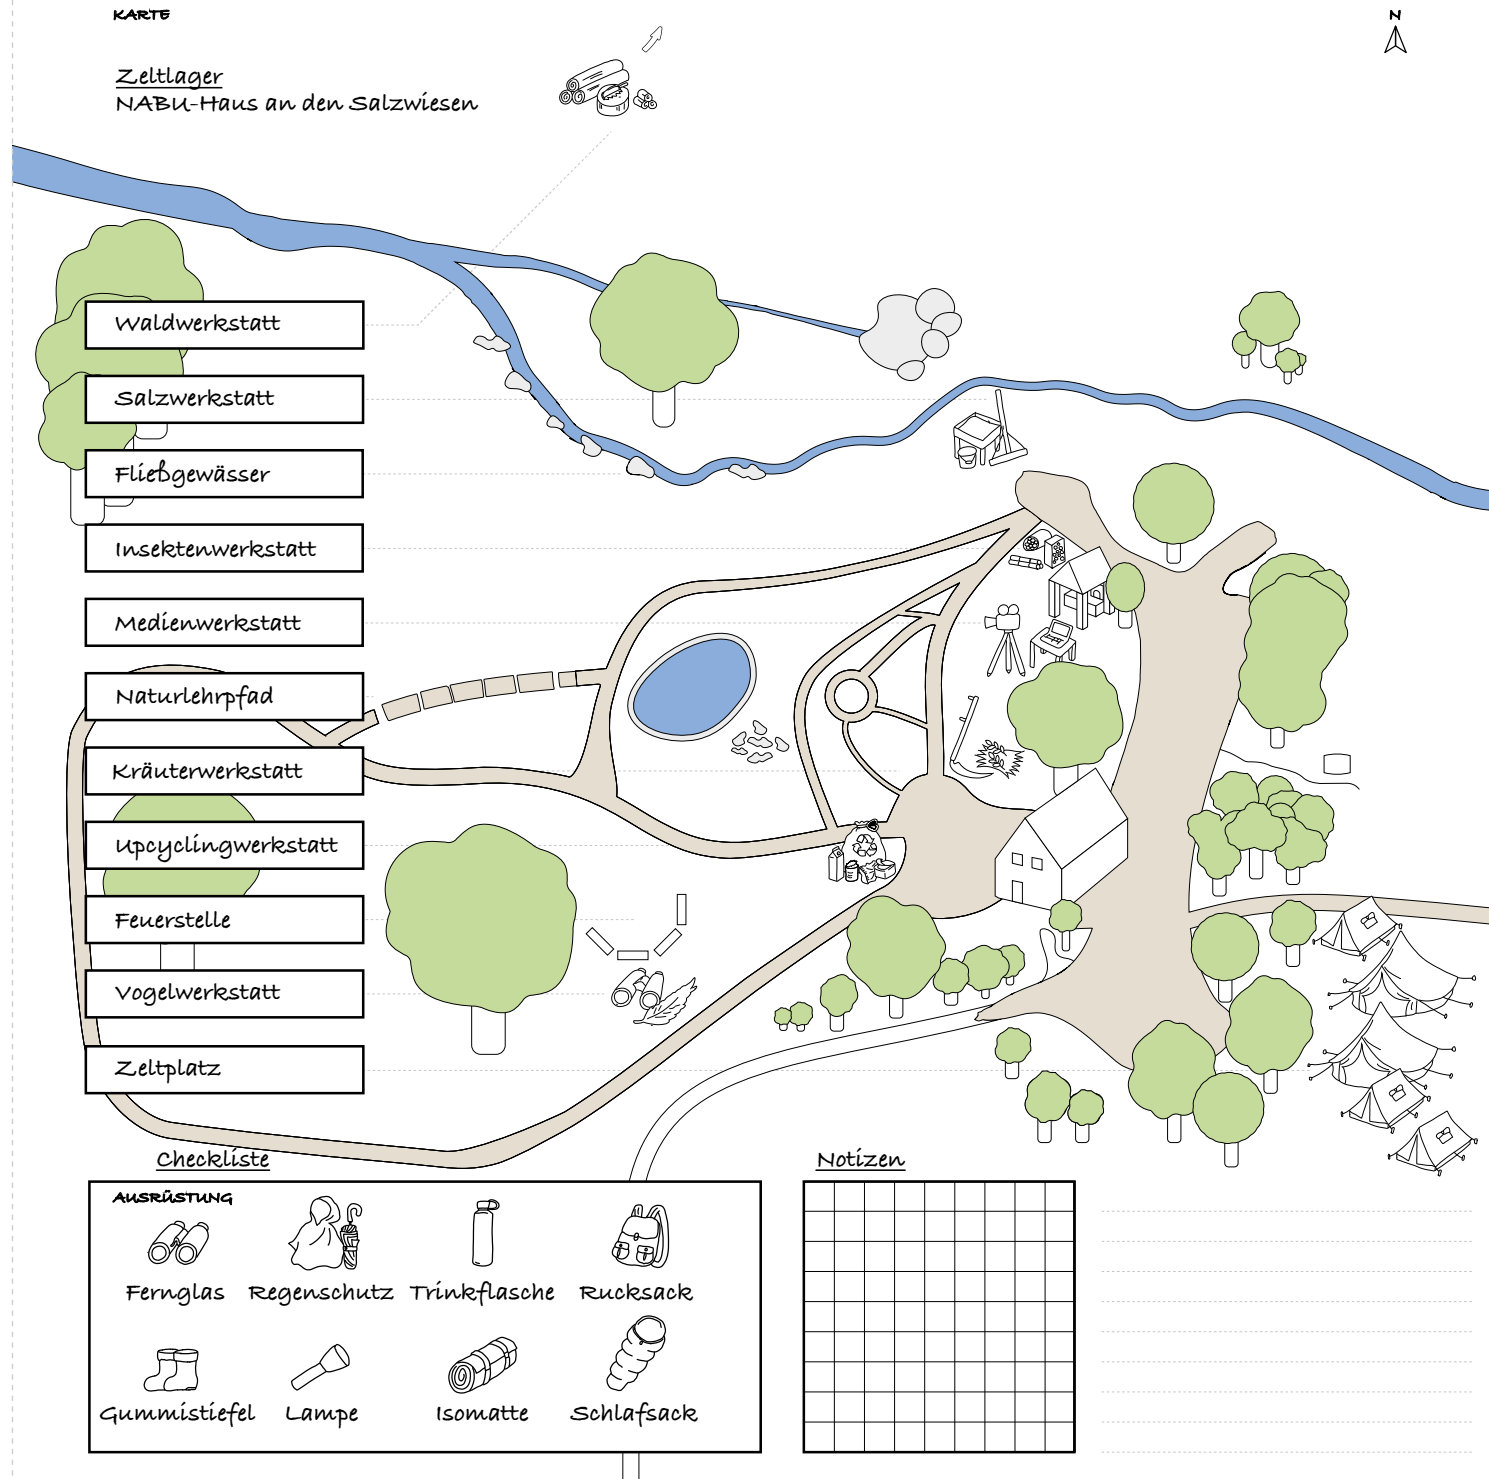 KARTE
N
Zeltlager
NABU-Haus an den Salzwiesen
Waldwerkstatt
Salzwerkstatt
Fließgewässer
Insektenwerkstatt
Medienwerkstatt
Naturlehrpfad
Kräuterwerkstatt
Upcyclingwerkstatt
Feuerstelle
Vogelwerkstatt
Zeltplatz
Checkliste
Notizen
AUSRÜSTUNG
Fernglas Regenschutz Trinkflasche Rucksack
Gummistiefel Lampe Isomatte Schlafsack